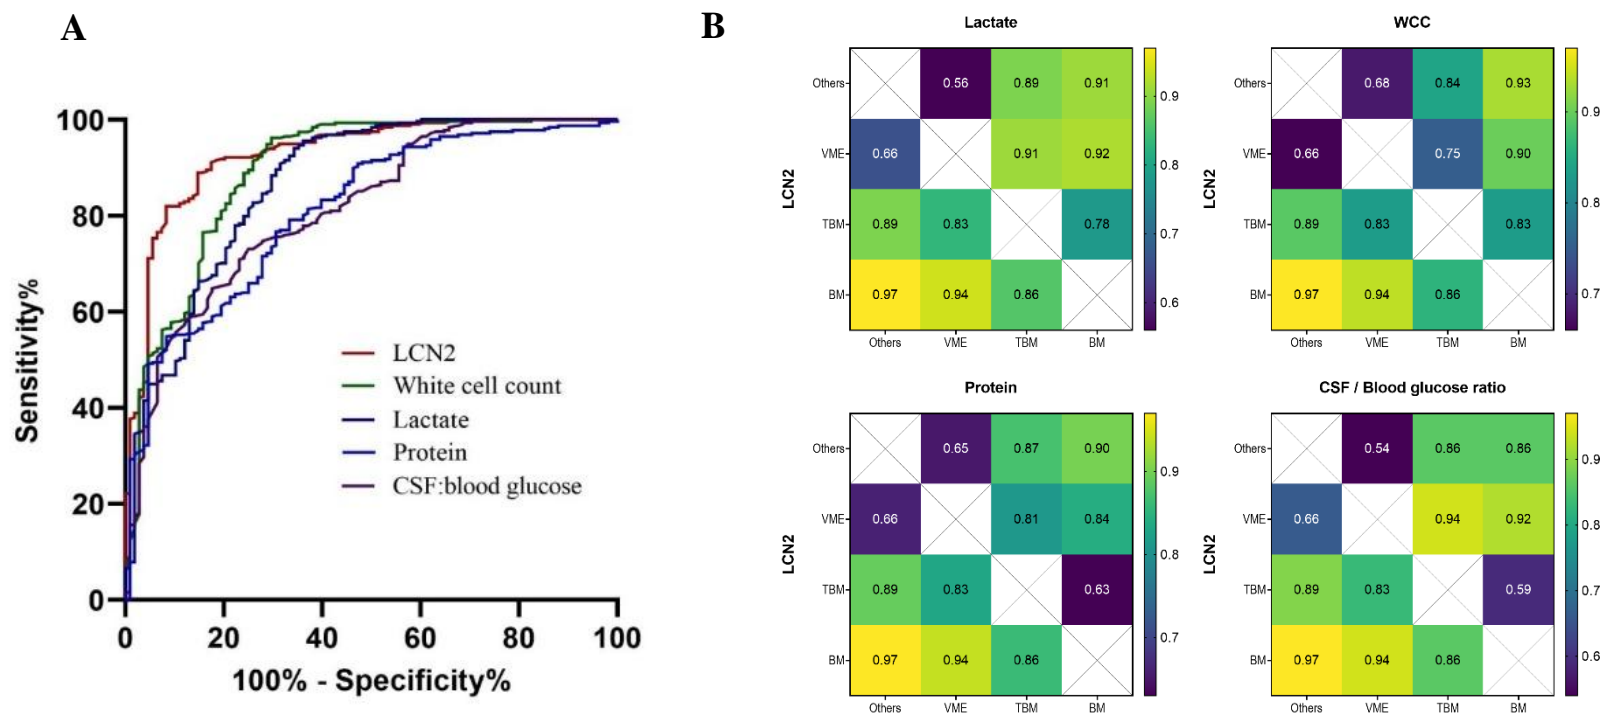 A
100
80
60
40
20
0
Sensitivity%
LCN2
White cell count
Lactate
Protein
CSF:blood glucose
0 20 40 60 80 100
100% - Specificity%
B
Lactate
Others 0.56 0.89 0.91
VME 0.66 0.91 0.92
TBM 0.89 0.83 0.78
BM 0.97 0.94 0.86
Others VME TBM BM
LCN2
0.9
0.8
0.7
0.6
WCC
Others 0.68 0.84 0.93
VME 0.66 0.75 0.90
TBM 0.89 0.83 0.83
BM 0.97 0.94 0.86
Others VME TBM BM
LCN2
0.9
0.8
0.7
Protein
Others 0.65 0.87 0.90
VME 0.66 0.81 0.84
TBM 0.89 0.83 0.63
BM 0.97 0.94 0.86
Others VME TBM BM
LCN2
0.9
0.8
0.7
CSF / Blood glucose ratio
Others 0.54 0.86 0.86
VME 0.66 0.94 0.92
TBM 0.89 0.83 0.59
BM 0.97 0.94 0.86
Others VME TBM BM
LCN2
0.9
0.8
0.7
0.6